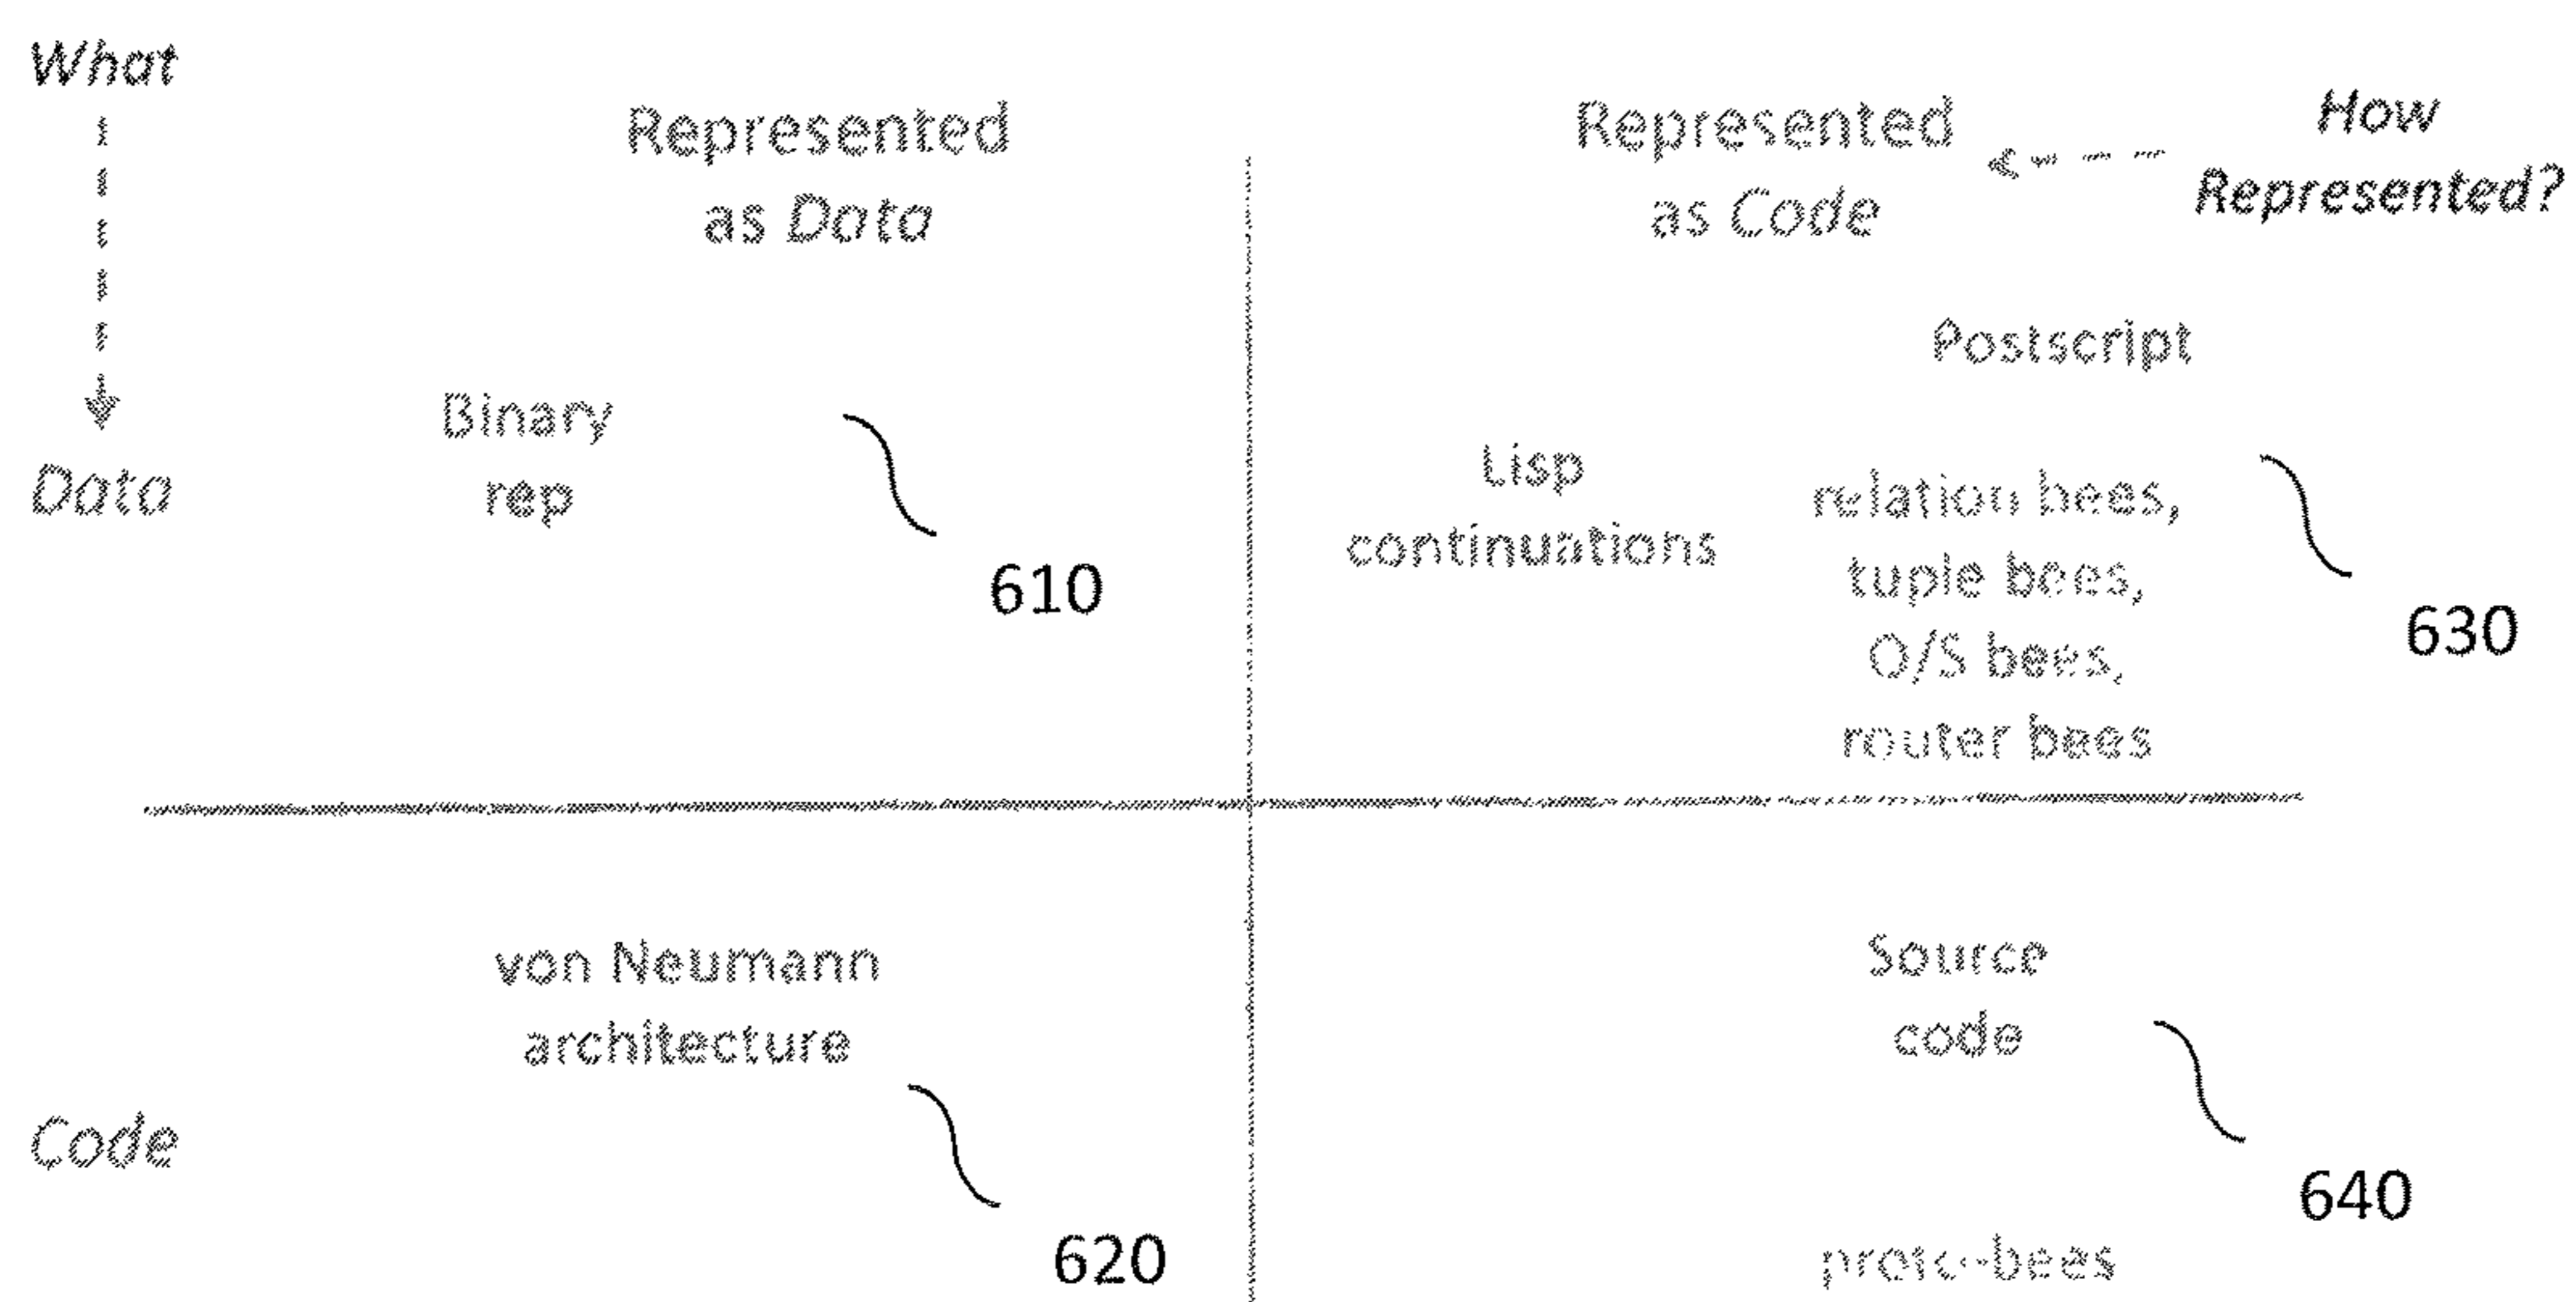 What
Represented
as Data
Represented
as Code
How
Represented?
Data
Binary
rep
610
Postscript
Lisp
continuations
relation bees,
tuple bees,
O/S bees,
router bees
630
Code
von Neumann
architecture
620
Source
code
640
proto-bees